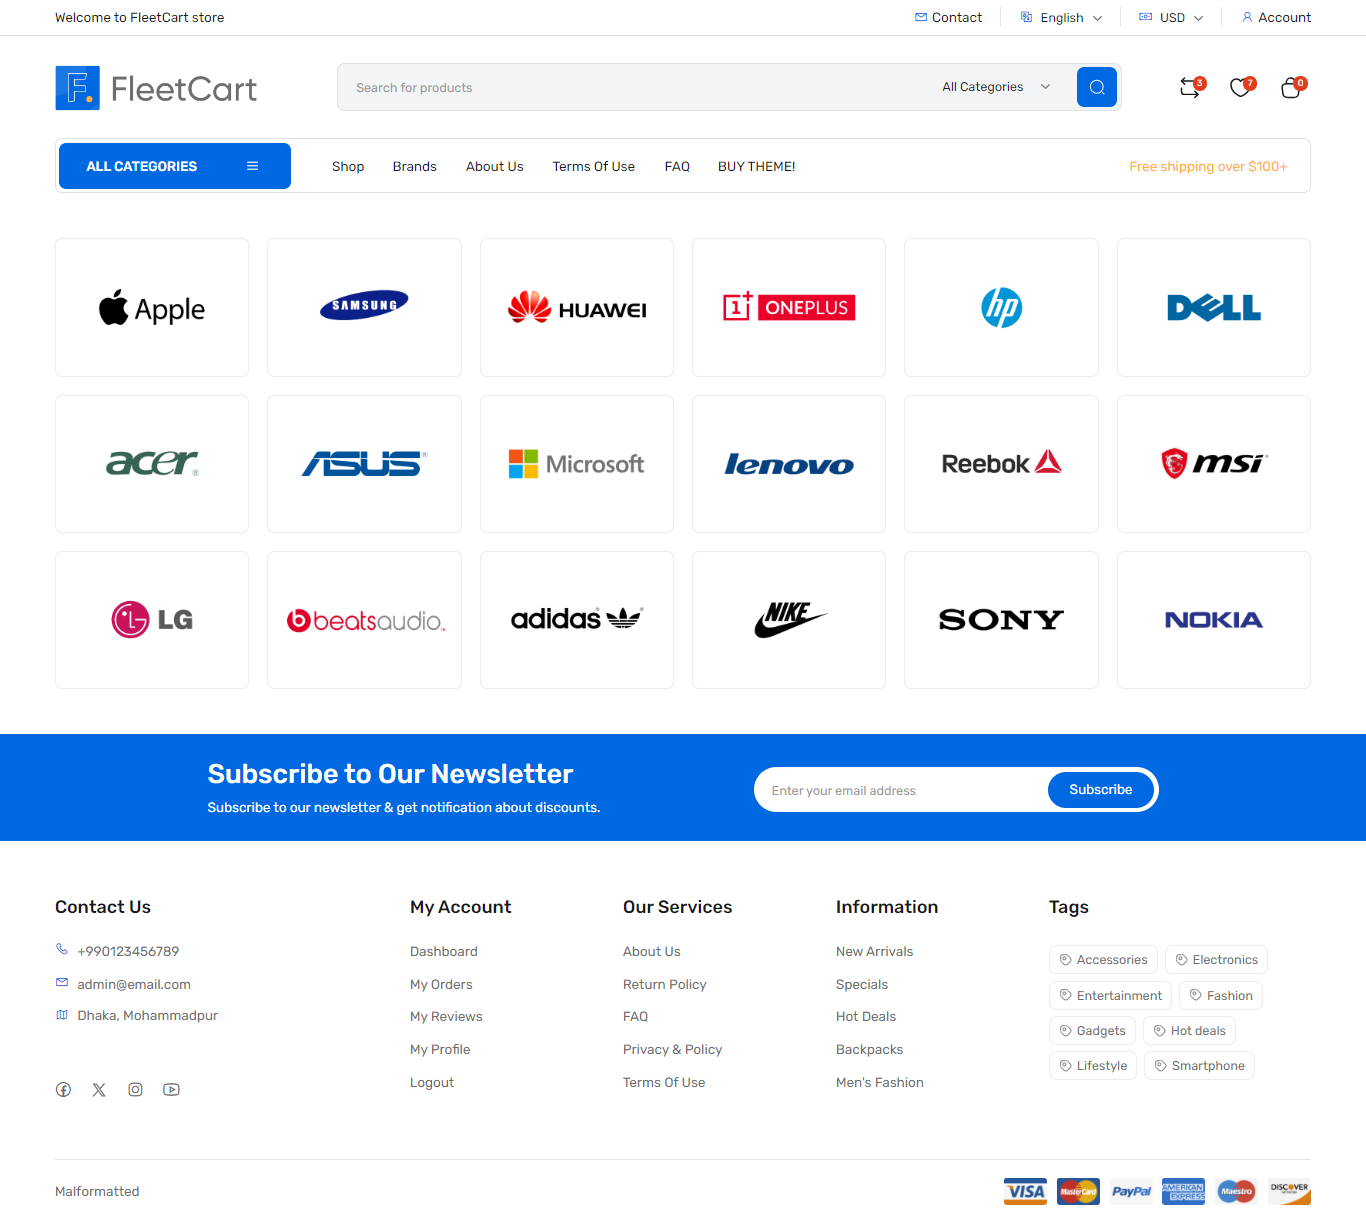 Welcome to FleetCart store
Contact
English
USD
Account
F. FleetCart
Search for products
All Categories
3
7
0
ALL CATEGORIES
Shop
Brands
About Us
Terms Of Use
FAQ
BUY THEME!
Free shipping over $100+
Apple
SAMSUNG
HUAWEI
1+ ONEPLUS
hp
DELL
acer®
ASUS®
Microsoft
lenovo
Reebok
msi
LG
b beatsaudio™
adidas
NIKE
SONY
NOKIA
Subscribe to Our Newsletter
Subscribe to our newsletter & get notification about discounts.
Enter your email address
Subscribe
Contact Us
+990123456789
admin@email.com
Dhaka, Mohammadpur
My Account
Dashboard
My Orders
My Reviews
My Profile
Logout
Our Services
About Us
Return Policy
FAQ
Privacy & Policy
Terms Of Use
Information
New Arrivals
Specials
Hot Deals
Backpacks
Men's Fashion
Tags
Accessories
Electronics
Entertainment
Fashion
Gadgets
Hot deals
Lifestyle
Smartphone
Malformatted
VISA
MasterCard
PayPal
AMERICAN EXPRESS
Maestro
DISCOVER